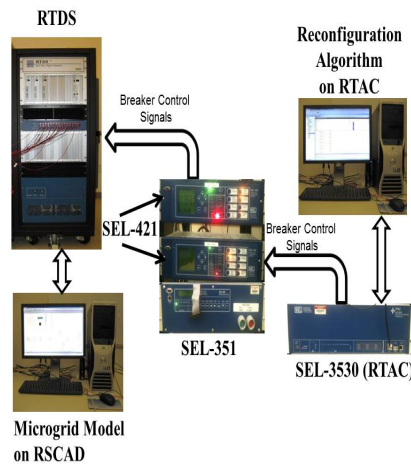 RTDS
Reconfiguration
Algorithm
on RTAC
Breaker Control
Signals
SEL-421
Breaker Control
Signals
SEL-351
SEL-3530 (RTAC)
Microgrid Model
on RSCAD